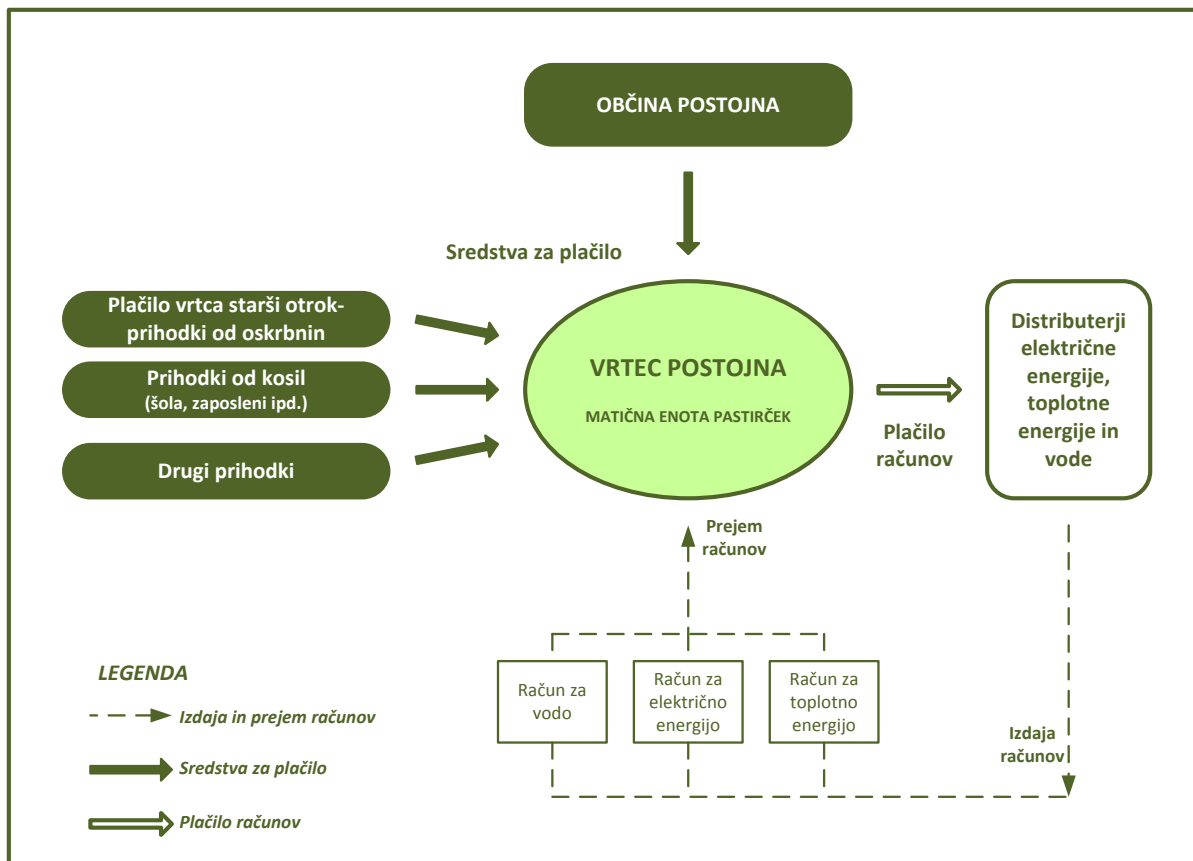 OBČINA POSTOJNA
Sredstva za plačilo
Plačilo vrtca starši otrok-
prihodki od oskrbnin
Prihodki od kosil
(šola, zaposleni ipd.)
Drugi prihodki
VRTEC POSTOJNA
MATIČNA ENOTA PASTIRČEK
Plačilo
računov
Distributerji
električne
energije,
toplotne
energije in
vode
Prejem
računov
Račun za
vodo
Račun za
električno
energijo
Račun za
toplotno
energijo
Izdaja
računov
LEGENDA
Izdaja in prejem računov
Sredstva za plačilo
Plačilo računov